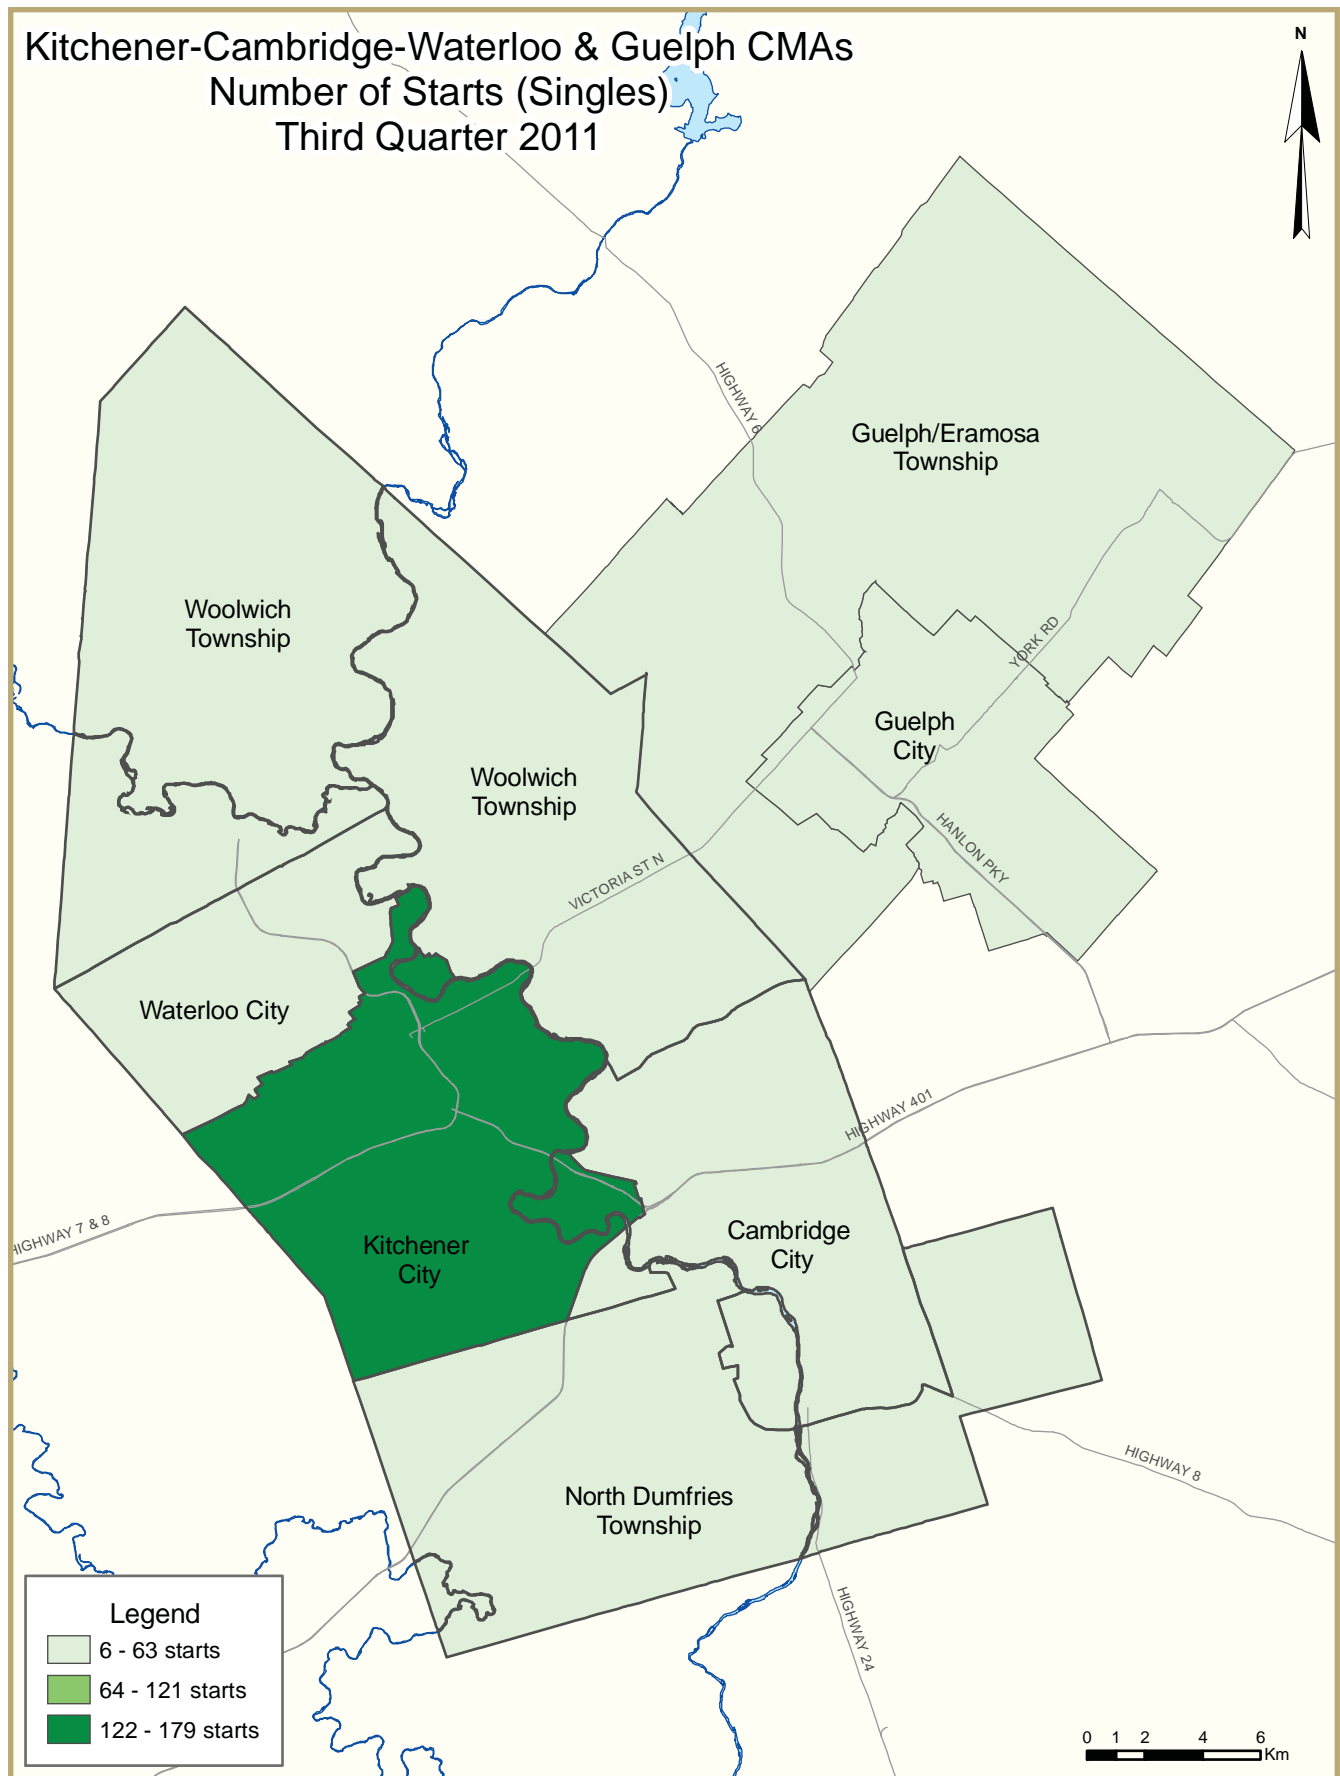 Kitchener-Cambridge-Waterloo & Guelph CMAs
Number of Starts (Singles)
Third Quarter 2011
N
HIGHWAY 6
Guelph/Eramosa
Township
Woolwich
Township
YORK RD
Guelph
City
Woolwich
Township
HANLON PKY
VICTORIA ST N
Waterloo City
HIGHWAY 401
HIGHWAY 7 & 8
Kitchener
City
Cambridge
City
HIGHWAY 8
North Dumfries
Township
HIGHWAY 24
Legend
6 - 63 starts
64 - 121 starts
122 - 179 starts
0 1 2 4 6
Km